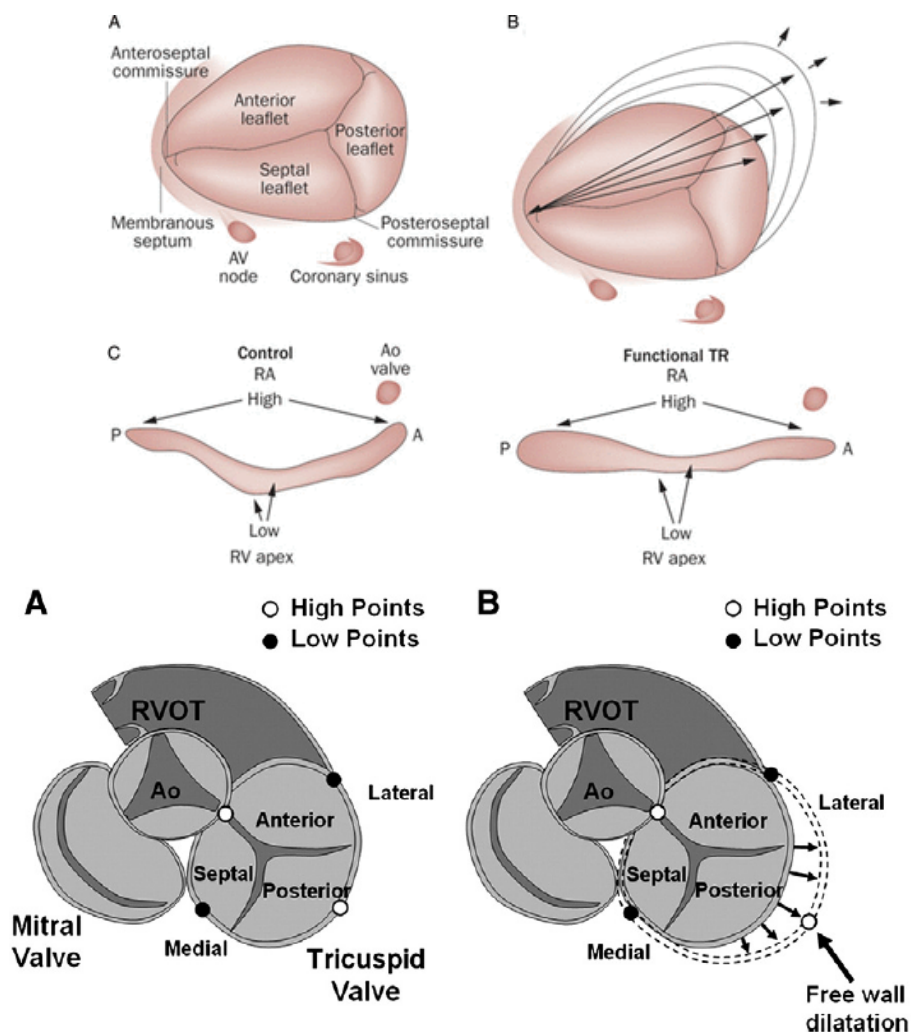 A
Anteroseptal
commissure
Anterior
leaflet
Posterior
leaflet
Septal
leaflet
Membranous
septum
AV
node
Coronary sinus
Posteroseptal
commissure
B
C
Control
RA
High
Ao
valve
P
A
Low
RV apex
Functional TR
RA
High
P
A
Low
RV apex
A
High Points
Low Points
RVOT
Ao
Lateral
Anterior
Septal
Posterior
Mitral
Valve
Medial
Tricuspid
Valve
B
High Points
Low Points
RVOT
Ao
Lateral
Anterior
Septal
Posterior
Medial
Free wall
dilatation